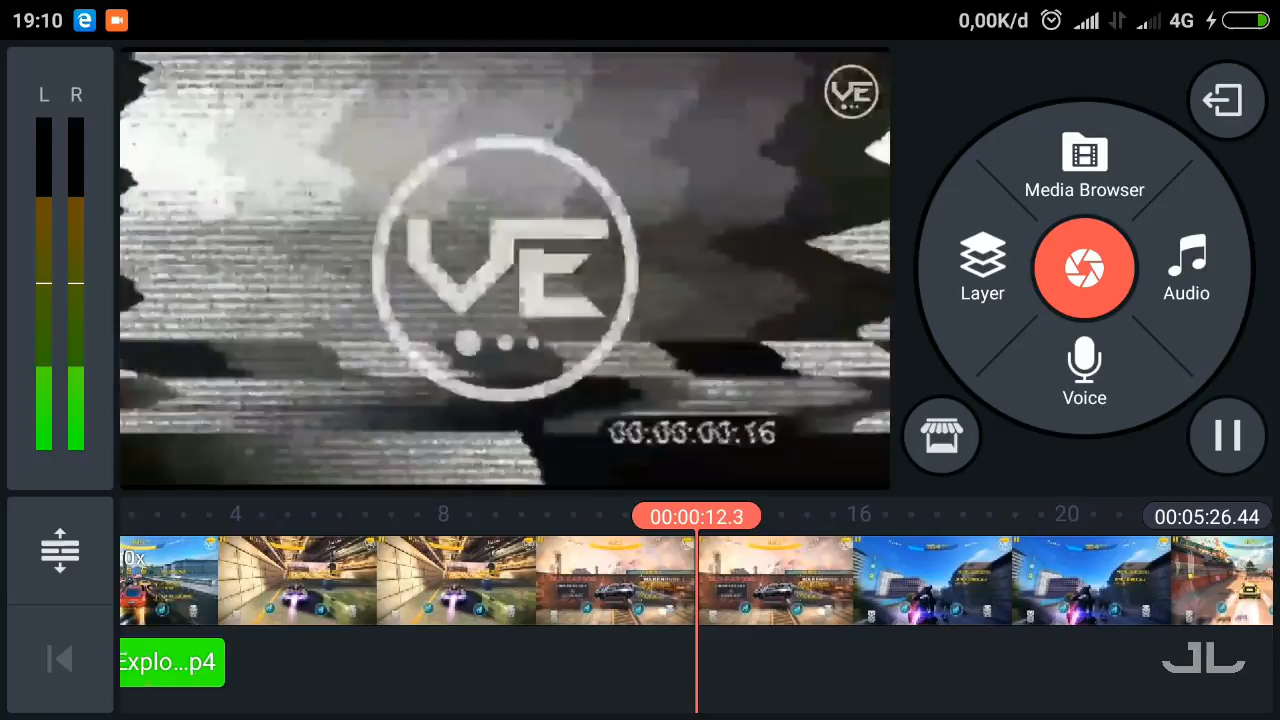 19:10
0,00K/d
4G
L R
VE
VE
00:00:00:16
Media Browser
Layer
Audio
Voice
4
8
00:00:12.3
16
20
00:05:26.44
0x
Explo...p4
JL